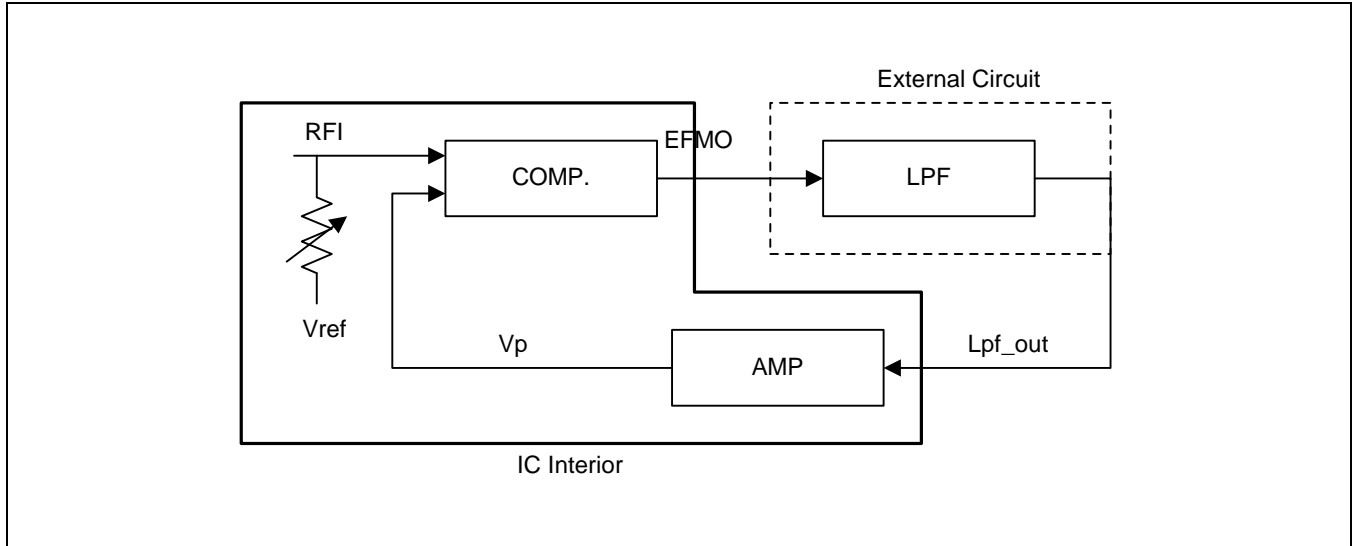 External Circuit
RFI
EFMO
COMP.
LPF
Vref
Vp
Lpf_out
AMP
IC Interior